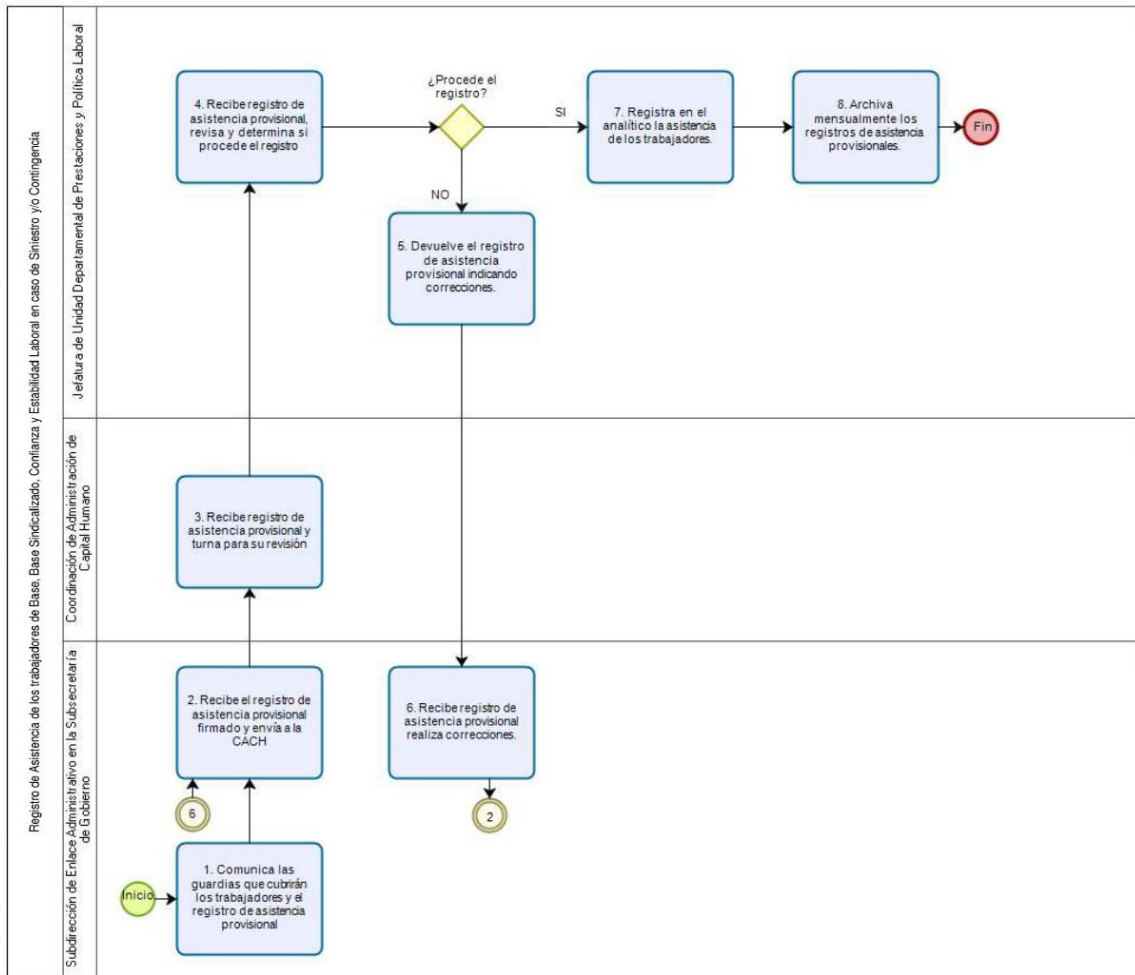 Registro de Asistencia de los trabajadores de Base, Base Sindicalizado, Confianza y Estabilidad Laboral en caso de Siniestro y/o Contingencia
Jefatura de Unidad Departamental de Prestaciones y Política Laboral
4. Recibe registro de
asistencia provisional,
revisa y determina si
procede el registro
¿Procede el
registro?
SI
NO
7. Registra en el
analítico la asistencia
de los trabajadores.
8. Archiva
mensualmente los
registros de asistencia
provisionales.
Fin
5. Devuelve el registro
de asistencia
provisional indicando
correcciones.
Coordinación de Administración de
Capital Humano
3. Recibe registro de
asistencia provisional y
turna para su revisión
Subdirección de Enlace Administrativo en la Subsecretaría
de Gobierno
2. Recibe el registro de
asistencia provisional
firmado y envía a la
CACH
6. Recibe registro de
asistencia provisional
realiza correcciones.
6
2
Inicio
1. Comunica las
guardias que cubrirán
los trabajadores y el
registro de asistencia
provisional